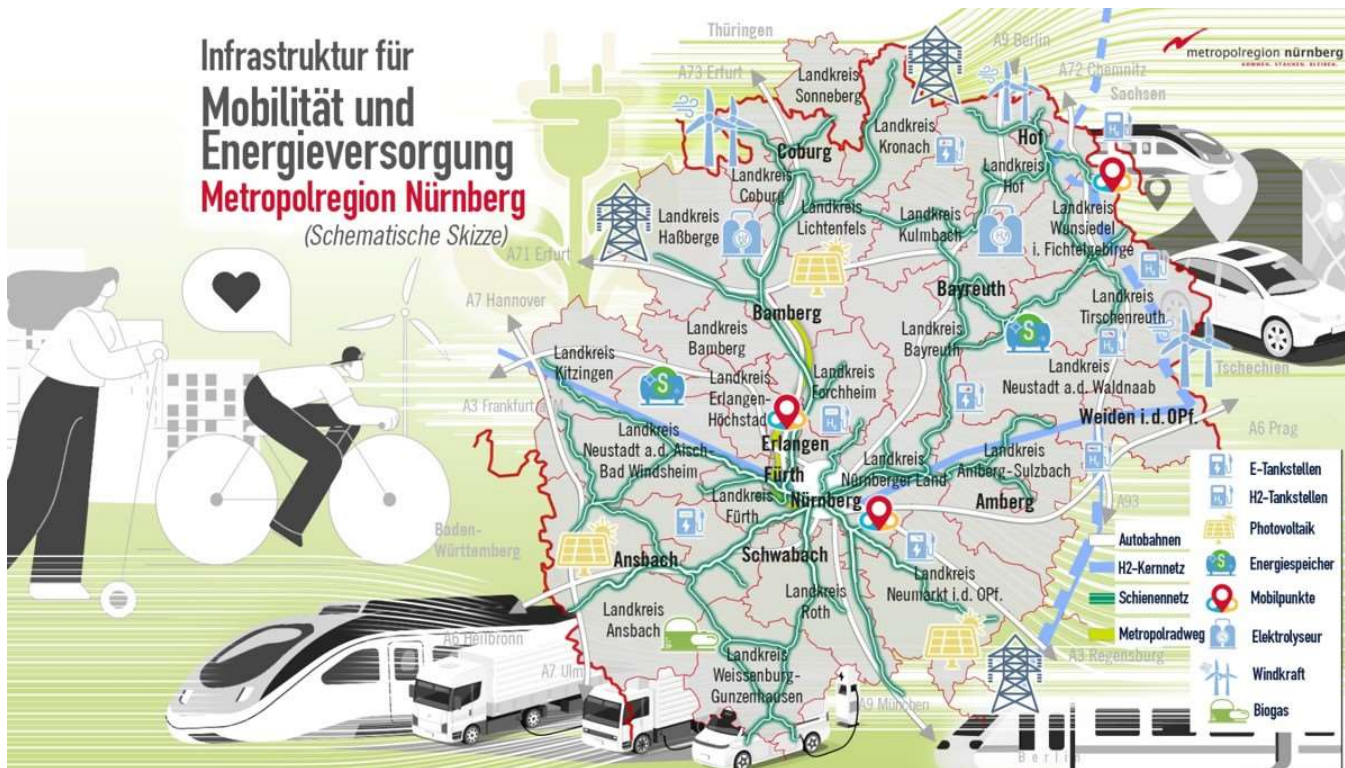 Infrastruktur für
Mobilität und
Energieversorgung
Metropolregion Nürnberg
(Schematische Skizze)
metropolregion nürnberg
KOMMEN. STAUNEN. BLEIBEN.
Thüringen
A9 Berlin
A73 Erfurt
A72 Chemnitz
Sachsen
Landkreis
Sonneberg
Landkreis
Kronach
Hof
Coburg
Landkreis
Coburg
Landkreis
Hof
Landkreis
Haßberge
Landkreis
Lichtenfels
Landkreis
Kulmbach
Landkreis
Wunsiedel
i. Fichtelgebirge
A71 Erfurt
A7 Hannover
Bamberg
Bayreuth
Landkreis
Tirschenreuth
Landkreis
Bamberg
Landkreis
Bayreuth
Landkreis
Kitzingen
Landkreis
Erlangen-
Höchstad
Landkreis
Forchheim
Landkreis
Neustadt a.d. Waldnaab
Tschechien
A3 Frankfurt a.M
Weiden i.d. OPf.
A6 Prag
Landkreis
Neustadt a.d. Aisch-
Bad Windsheim
Erlangen
Fürth
Landkreis
Nürnberger Land
Landkreis
Amberg-Sulzbach
Landkreis
Fürth
Nürnberg
Amberg
A93
Baden-
Württemberg
Ansbach
Schwabach
Landkreis
Roth
Landkreis
Neumarkt i.d. OPf.
Landkreis
Ansbach
A6 Heilbronn
A7 Ulm
Landkreis
Weissenburg-
Gunzenhausen
A3 Regensburg
A9 München
Berlin
Autobahnen
H2-Kernnetz
Schienennetz
Metropolradweg
E-Tankstellen
H2-Tankstellen
Photovoltaik
Energiespeicher
Mobilpunkte
Elektrolyseur
Windkraft
Biogas
S
S